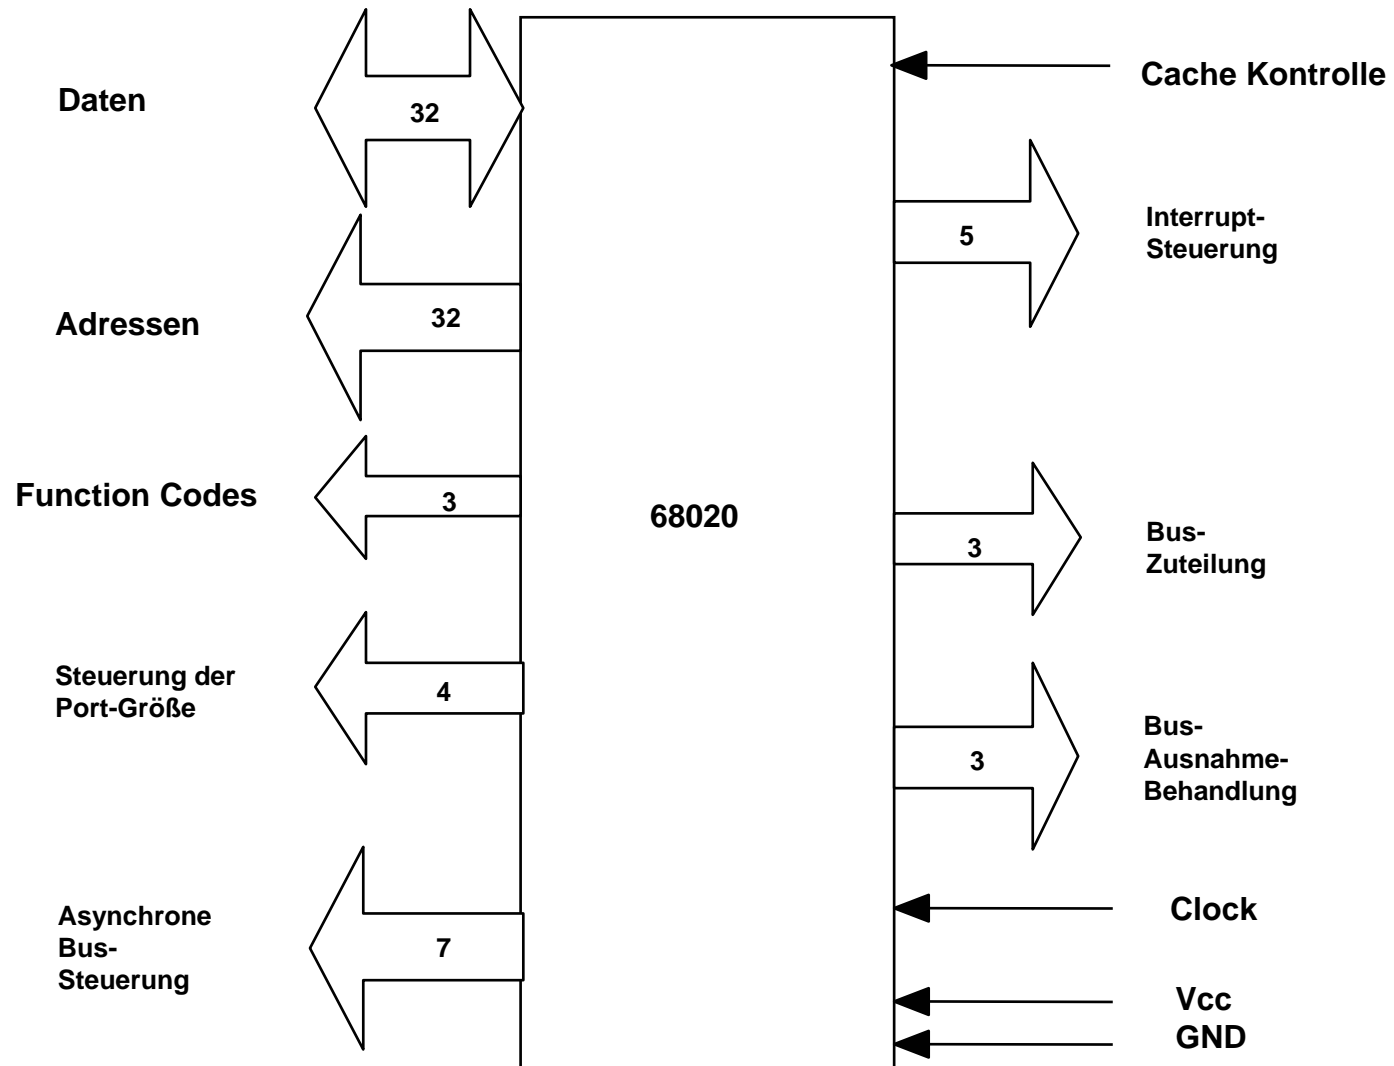 Daten
32
Adressen
32
Function Codes
3
Steuerung der
Port-Größe
4
Asynchrone
Bus-
Steuerung
7
68020
Cache Kontrolle
5
Interrupt-
Steuerung
3
Bus-
Zuteilung
3
Bus-
Ausnahme-
Behandlung
Clock
Vcc
GND